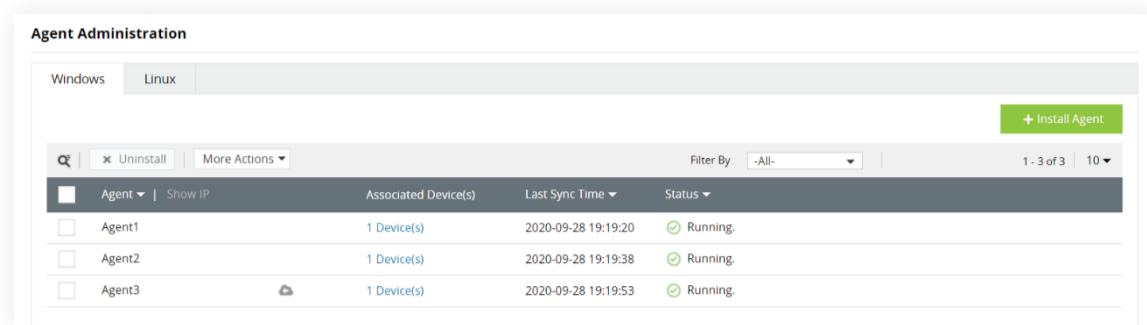 Agent Administration
Windows Linux
+ Install Agent
Uninstall More Actions Filter By -All- 1 - 3 of 3 10
Agent | Show IP Associated Device(s) Last Sync Time Status
Agent1 1 Device(s) 2020-09-28 19:19:20 Running.
Agent2 1 Device(s) 2020-09-28 19:19:38 Running.
Agent3 1 Device(s) 2020-09-28 19:19:53 Running.